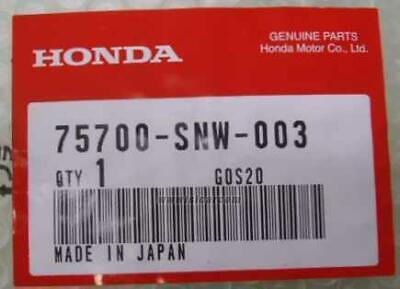 HONDA
GENUINE PARTS
Honda Motor Co., Ltd.
75700-SNW-003
QTY 1 G0S20
MADE IN JAPAN